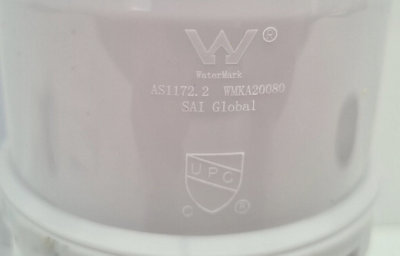 W ®
WaterMark
AS1172.2 WMKA20080
SAI Global
UPC
C ®